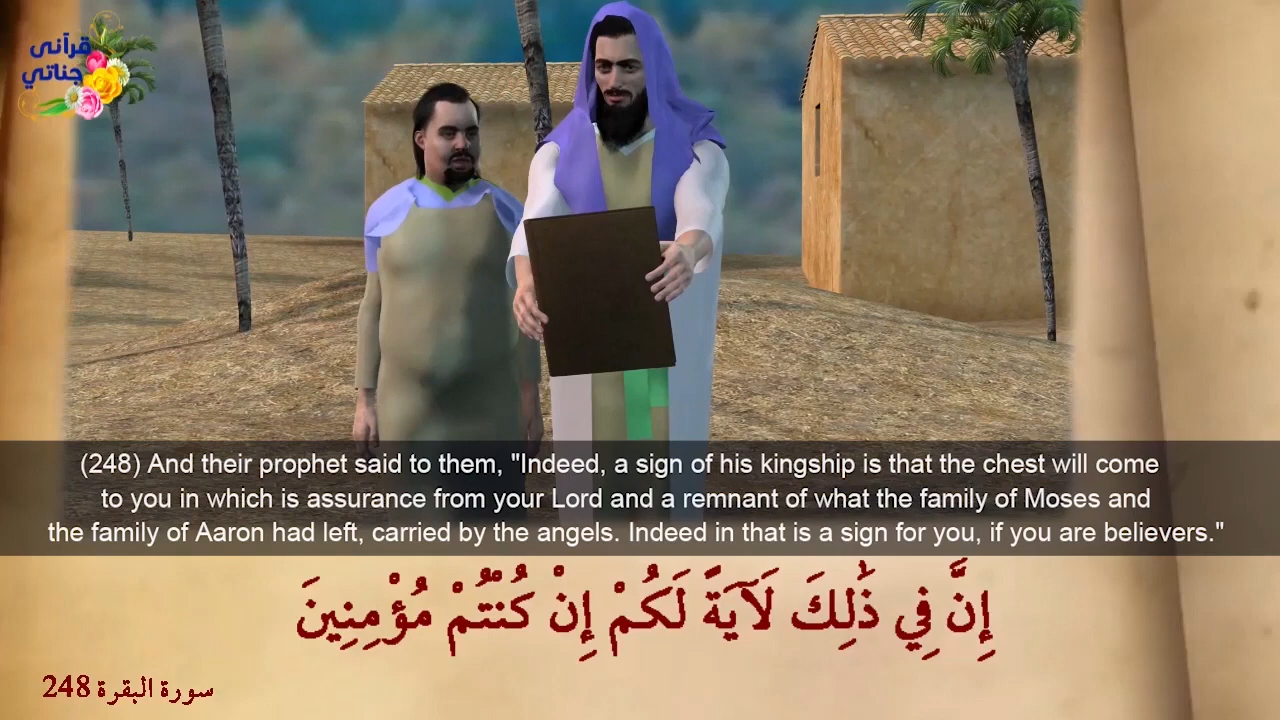 قرآنى
جناتي
(248) And their prophet said to them, "Indeed, a sign of his kingship is that the chest will come
to you in which is assurance from your Lord and a remnant of what the family of Moses and
the family of Aaron had left, carried by the angels. Indeed in that is a sign for you, if you are believers."
إِنَّ فِي ذَٰلِكَ لَآيَةً لَكُمْ إِنْ كُنْتُمْ مُؤْمِنِينَ
سورة البقرة 248